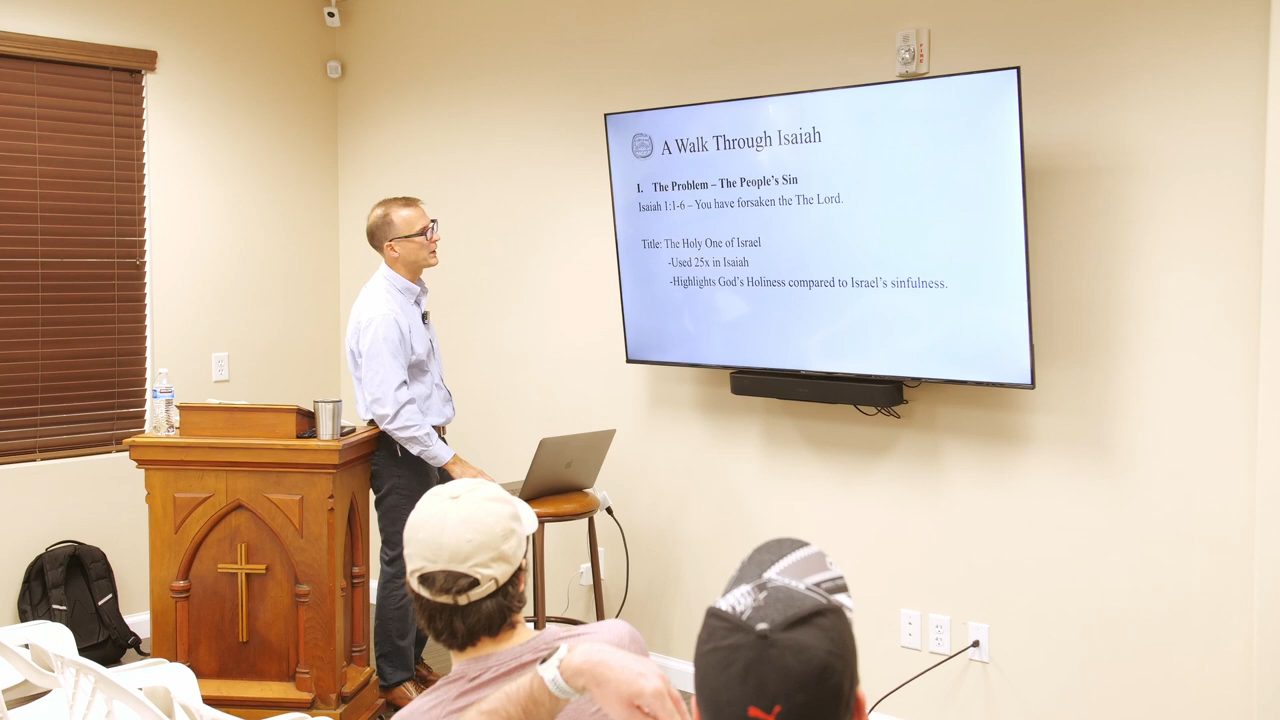 FIRE
A Walk Through Isaiah
I. The Problem – The People's Sin
Isaiah 1:1-6 – You have forsaken the The Lord.
Title: The Holy One of Israel
-Used 25x in Isaiah
-Highlights God's Holiness compared to Israel's sinfulness.